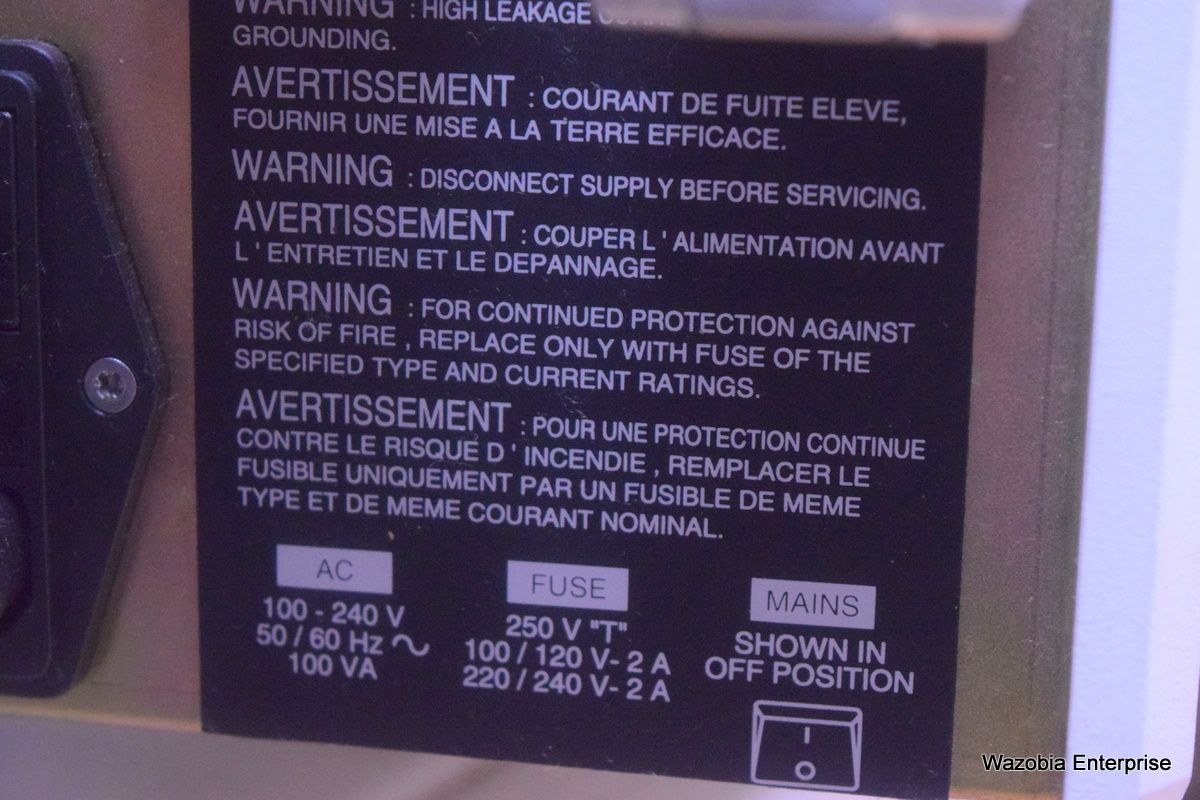 WARNING : HIGH LEAKAGE
GROUNDING.
AVERTISSEMENT : COURANT DE FUITE ELEVE,
FOURNIR UNE MISE A LA TERRE EFFICACE.
WARNING : DISCONNECT SUPPLY BEFORE SERVICING.
AVERTISSEMENT : COUPER L ' ALIMENTATION AVANT
L ' ENTRETIEN ET LE DEPANNAGE.
WARNING : FOR CONTINUED PROTECTION AGAINST
RISK OF FIRE , REPLACE ONLY WITH FUSE OF THE
SPECIFIED TYPE AND CURRENT RATINGS.
AVERTISSEMENT : POUR UNE PROTECTION CONTINUE
CONTRE LE RISQUE D ' INCENDIE , REMPLACER LE
FUSIBLE UNIQUEMENT PAR UN FUSIBLE DE MEME
TYPE ET DE MEME COURANT NOMINAL.
AC
100 - 240 V
50 / 60 Hz ~
100 VA
FUSE
250 V "T"
100 / 120 V- 2 A
220 / 240 V- 2 A
MAINS
SHOWN IN
OFF POSITION
Wazobia Enterprise